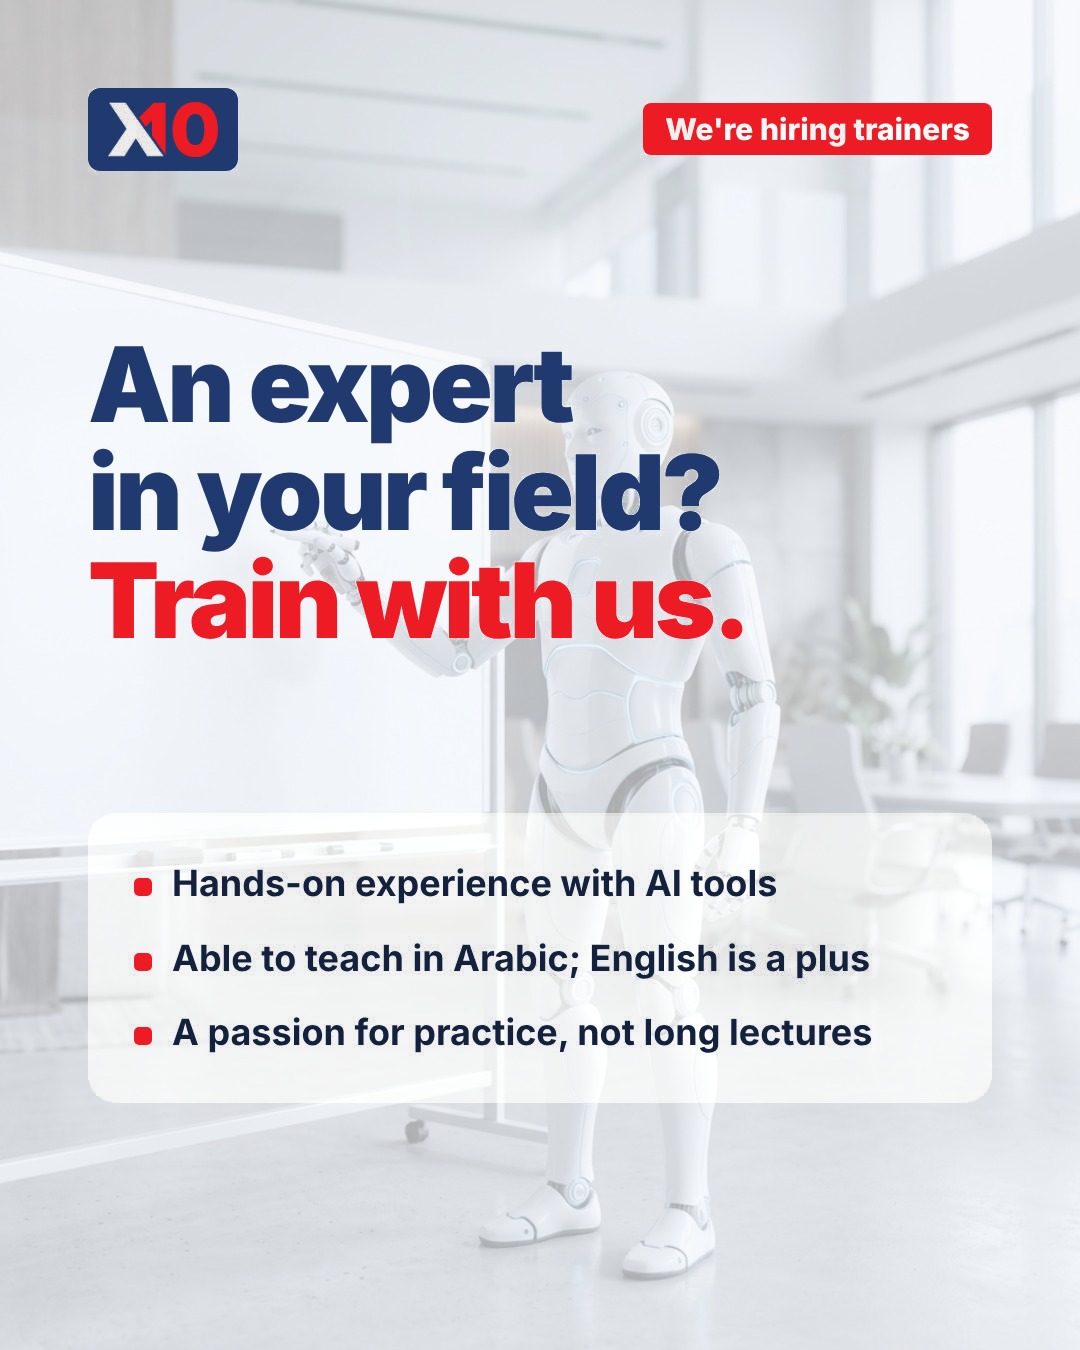 X10
We're hiring trainers
An expert
in your field?
Train with us.
Hands-on experience with AI tools
Able to teach in Arabic; English is a plus
A passion for practice, not long lectures